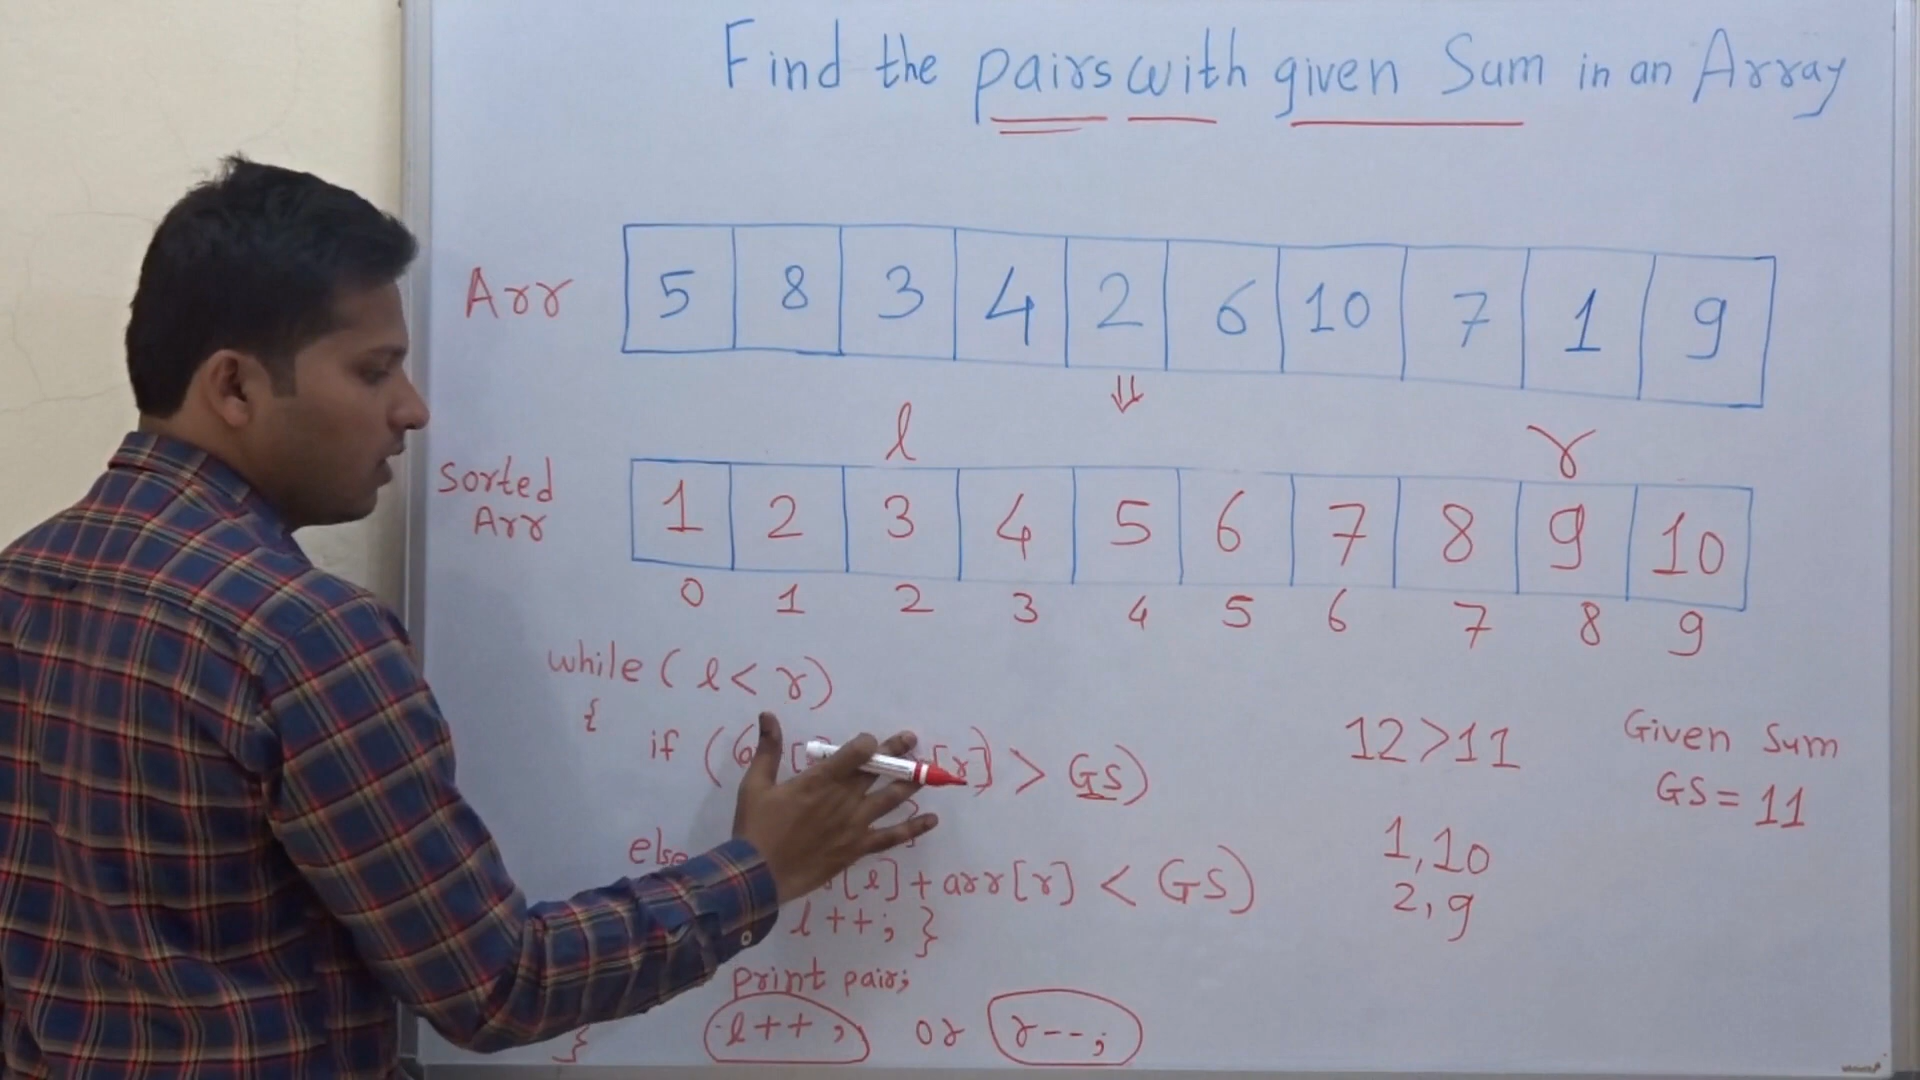 Find the pairs with given Sum in an Array
Arr 5 8 3 4 2 6 10 7 1 9
l r
Sorted Arr 1 2 3 4 5 6 7 8 9 10
0 1 2 3 4 5 6 7 8 9
while ( l < r )
{ if ( [r] > GS)
}
else [l] + arr[r] < GS)
l++; }
print pair;
} l++; or r--;
12 > 11
1, 10
2, 9
Given Sum
GS = 11